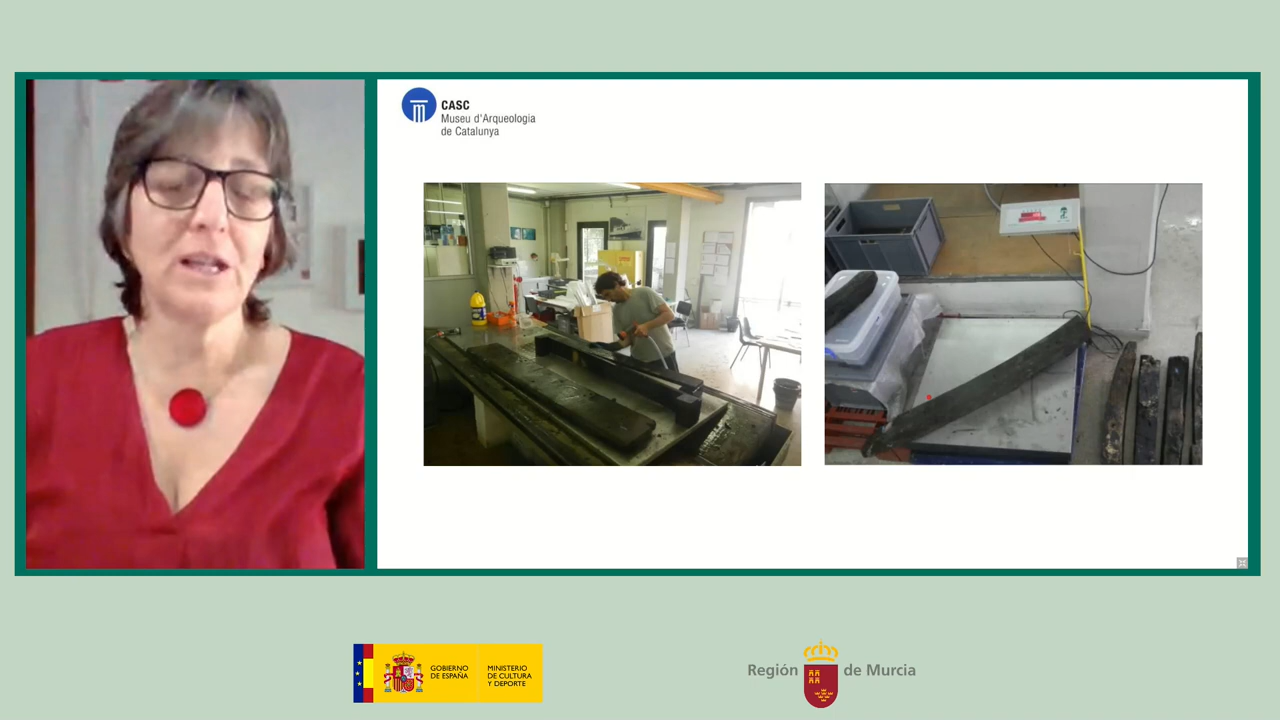 CASC
Museu d'Arqueologia
de Catalunya
GOBIERNO
DE ESPAÑA
MINISTERIO
DE CULTURA
Y DEPORTE
Región de Murcia